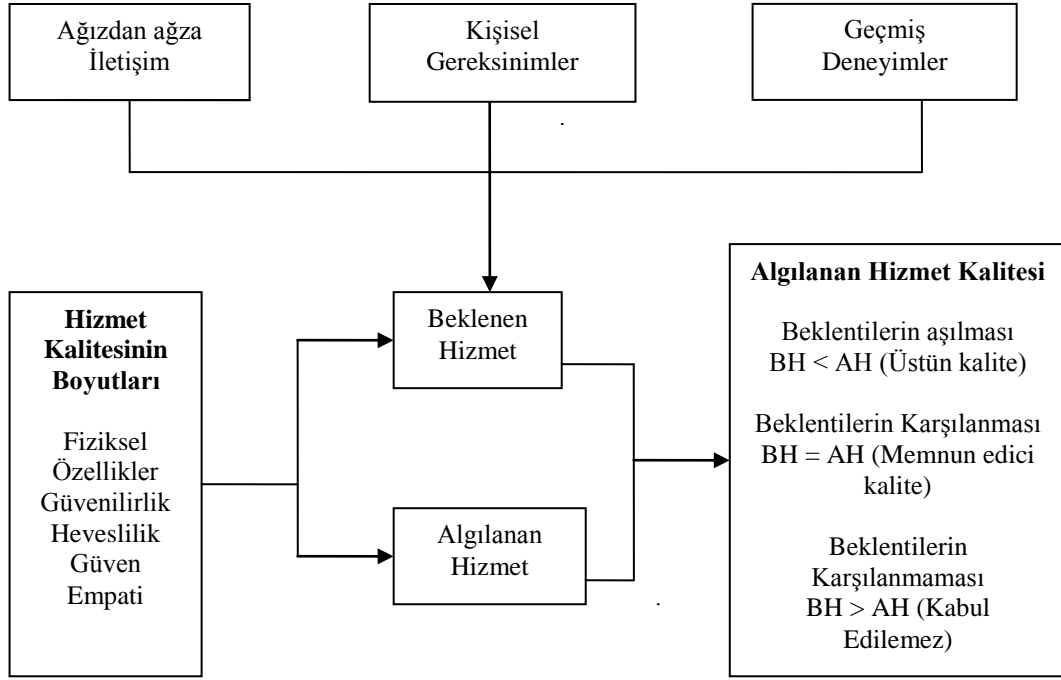 Ağızdan ağza
İletişim
Kişisel
Gereksinimler
Geçmiş
Deneyimler
Hizmet
Kalitesinin
Boyutları
Fiziksel
Özellikler
Güvenilirlik
Heveslilik
Güven
Empati
Beklenen
Hizmet
Algılanan
Hizmet
Algılanan Hizmet Kalitesi
Beklentilerin aşılması
BH < AH (Üstün kalite)
Beklentilerin Karşılanması
BH = AH (Memnun edici
kalite)
Beklentilerin
Karşılanmaması
BH > AH (Kabul
Edilemez)